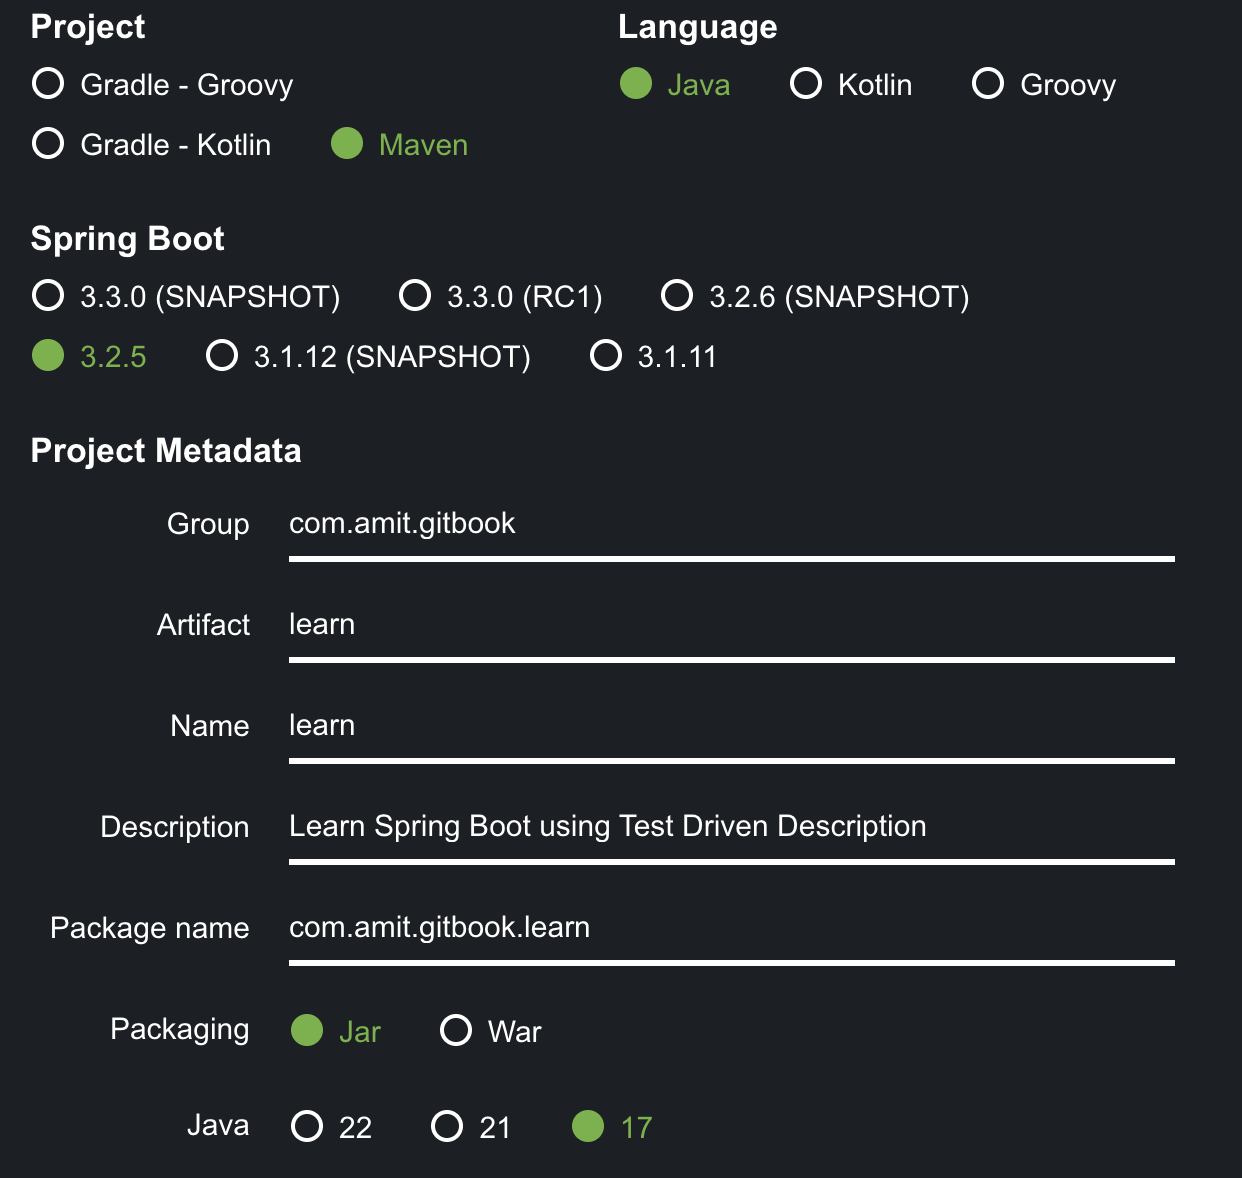 Project
Gradle - Groovy
Gradle - Kotlin Maven
Language
Java Kotlin Groovy
Spring Boot
3.3.0 (SNAPSHOT) 3.3.0 (RC1) 3.2.6 (SNAPSHOT)
3.2.5 3.1.12 (SNAPSHOT) 3.1.11
Project Metadata
Group com.amit.gitbook
Artifact learn
Name learn
Description Learn Spring Boot using Test Driven Description
Package name com.amit.gitbook.learn
Packaging Jar War
Java 22 21 17